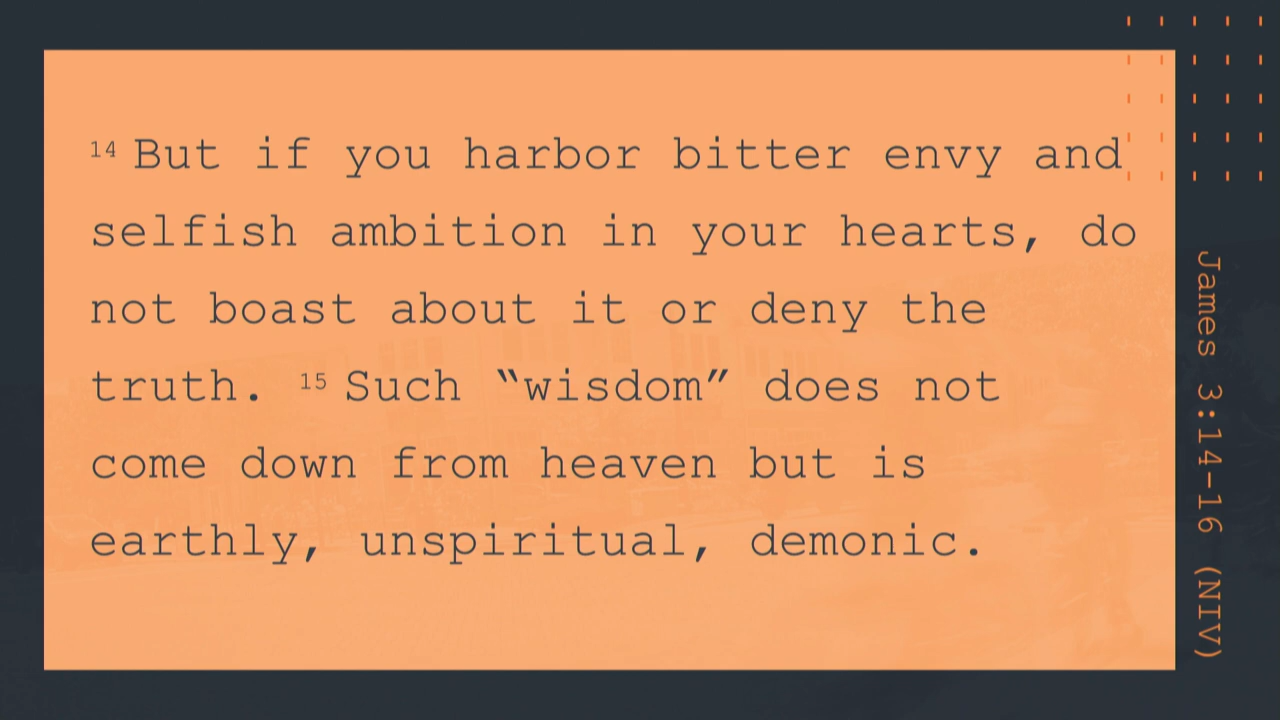 14 But if you harbor bitter envy and
selfish ambition in your hearts, do
not boast about it or deny the
truth. 15 Such “wisdom” does not
come down from heaven but is
earthly, unspiritual, demonic.
James 3:14-16 (NIV)